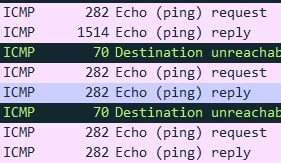 ICMP 282 Echo (ping) request
ICMP 1514 Echo (ping) reply
ICMP 70 Destination unreachab
ICMP 282 Echo (ping) request
ICMP 282 Echo (ping) reply
ICMP 70 Destination unreachab
ICMP 282 Echo (ping) request
ICMP 282 Echo (ping) reply